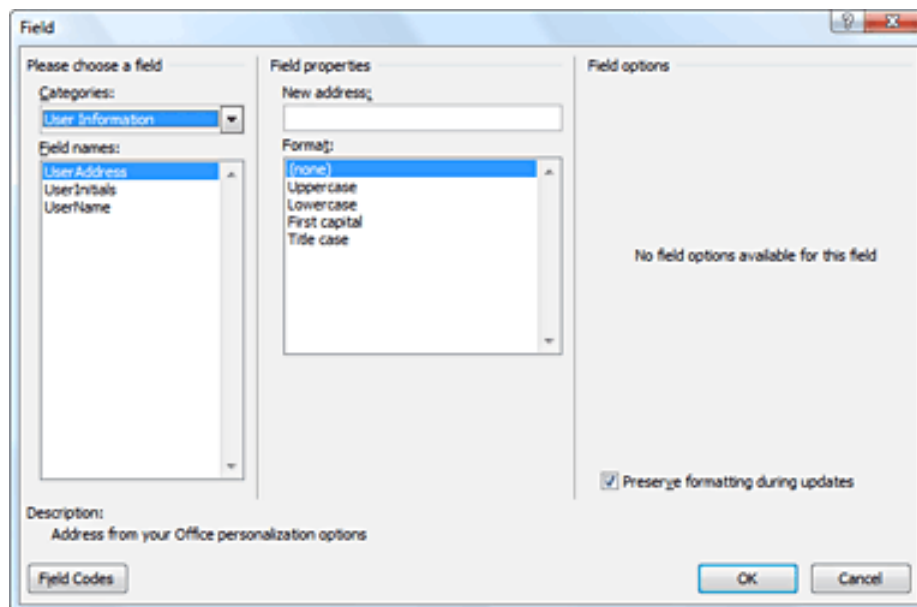 Field
Please choose a field
Categories:
User Information
Field names:
UserAddress
UserInitials
UserName
Field properties
New address:
Format:
(none)
Uppercase
Lowercase
First capital
Title case
Field options
No field options available for this field
Preserve formatting during updates
Description:
Address from your Office personalization options
Field Codes
OK
Cancel